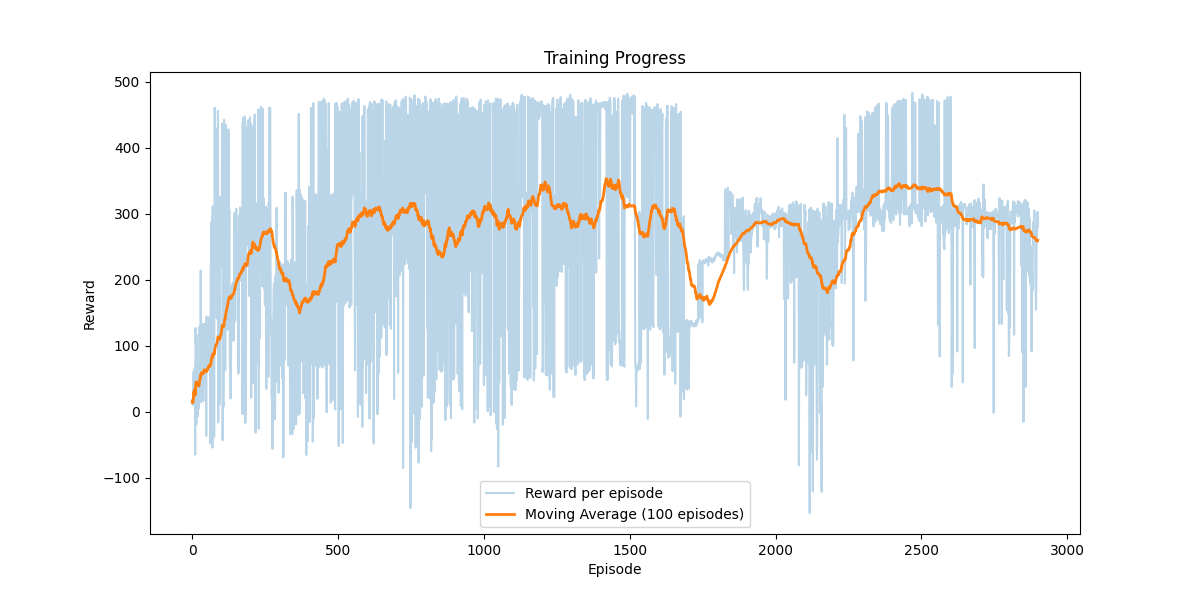 Training Progress
500
400
300
200
100
0
−100
Reward
Reward per episode
Moving Average (100 episodes)
0 500 1000 1500 2000 2500 3000
Episode